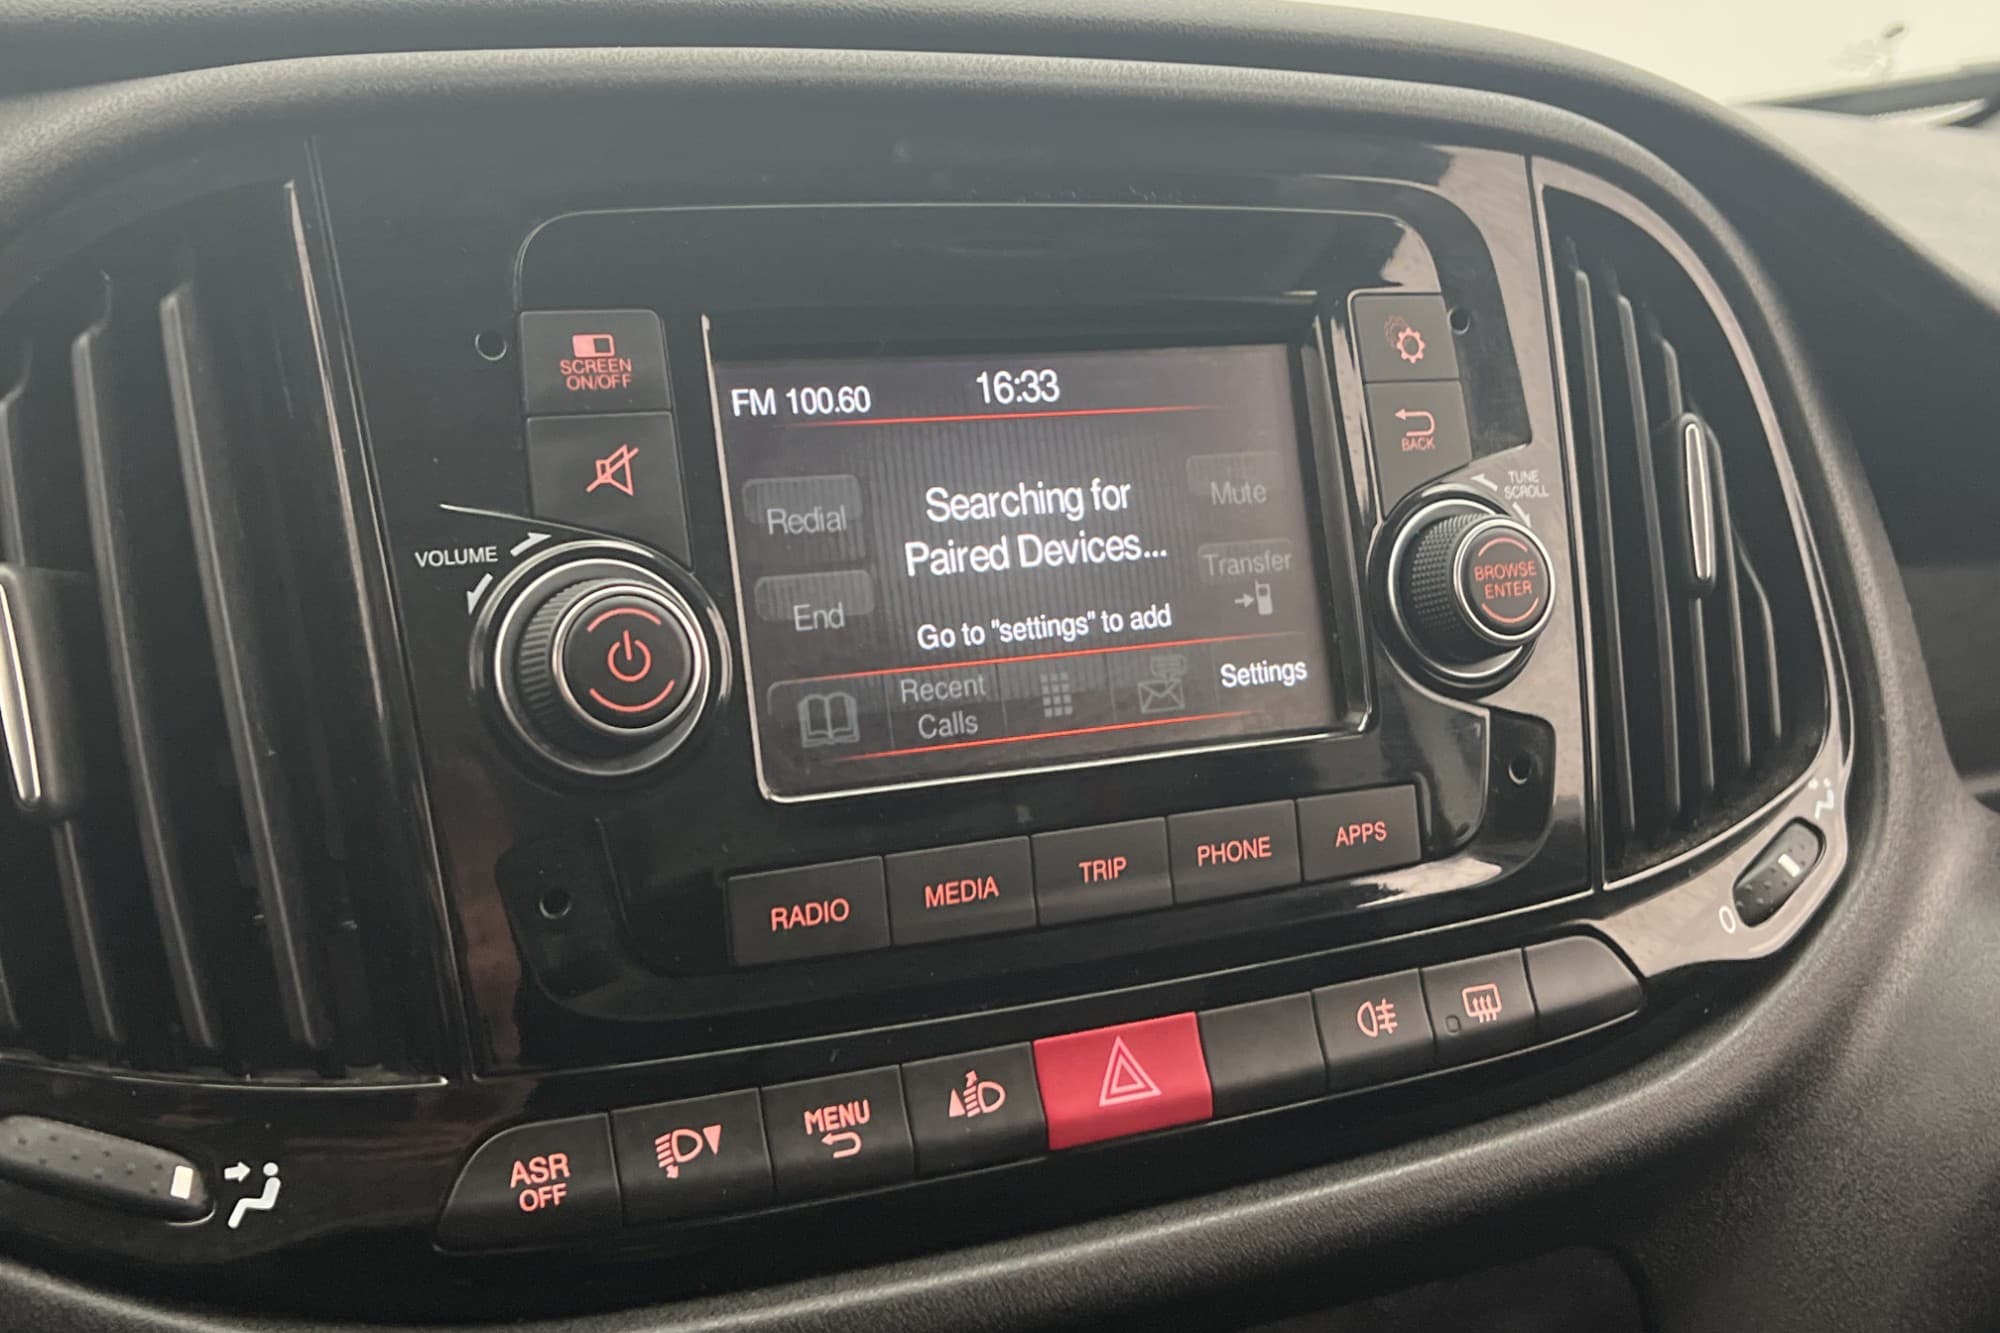 SCREEN
ON/OFF
VOLUME
FM 100.60
16:33
Redial
End
Searching for
Paired Devices...
Go to "settings" to add
Mute
Transfer
Recent
Calls
Settings
BACK
TUNE
SCROLL
BROWSE
ENTER
RADIO
MEDIA
TRIP
PHONE
APPS
0
ASR
OFF
MENU